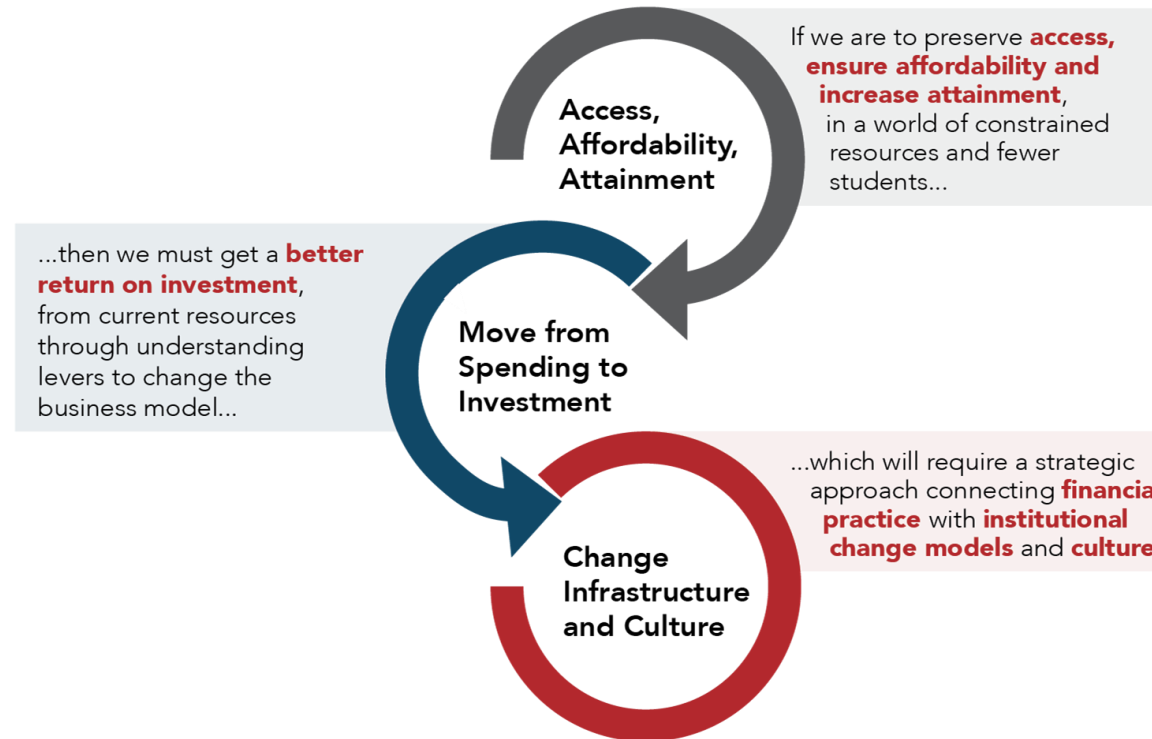 Access,
Affordability,
Attainment
If we are to preserve access,
ensure affordability and
increase attainment,
in a world of constrained
resources and fewer
students...
...then we must get a better
return on investment,
from current resources
through understanding
levers to change the
business model...
Move from
Spending to
Investment
...which will require a strategic
approach connecting financia
practice with institutional
change models and culture
Change
Infrastructure
and Culture